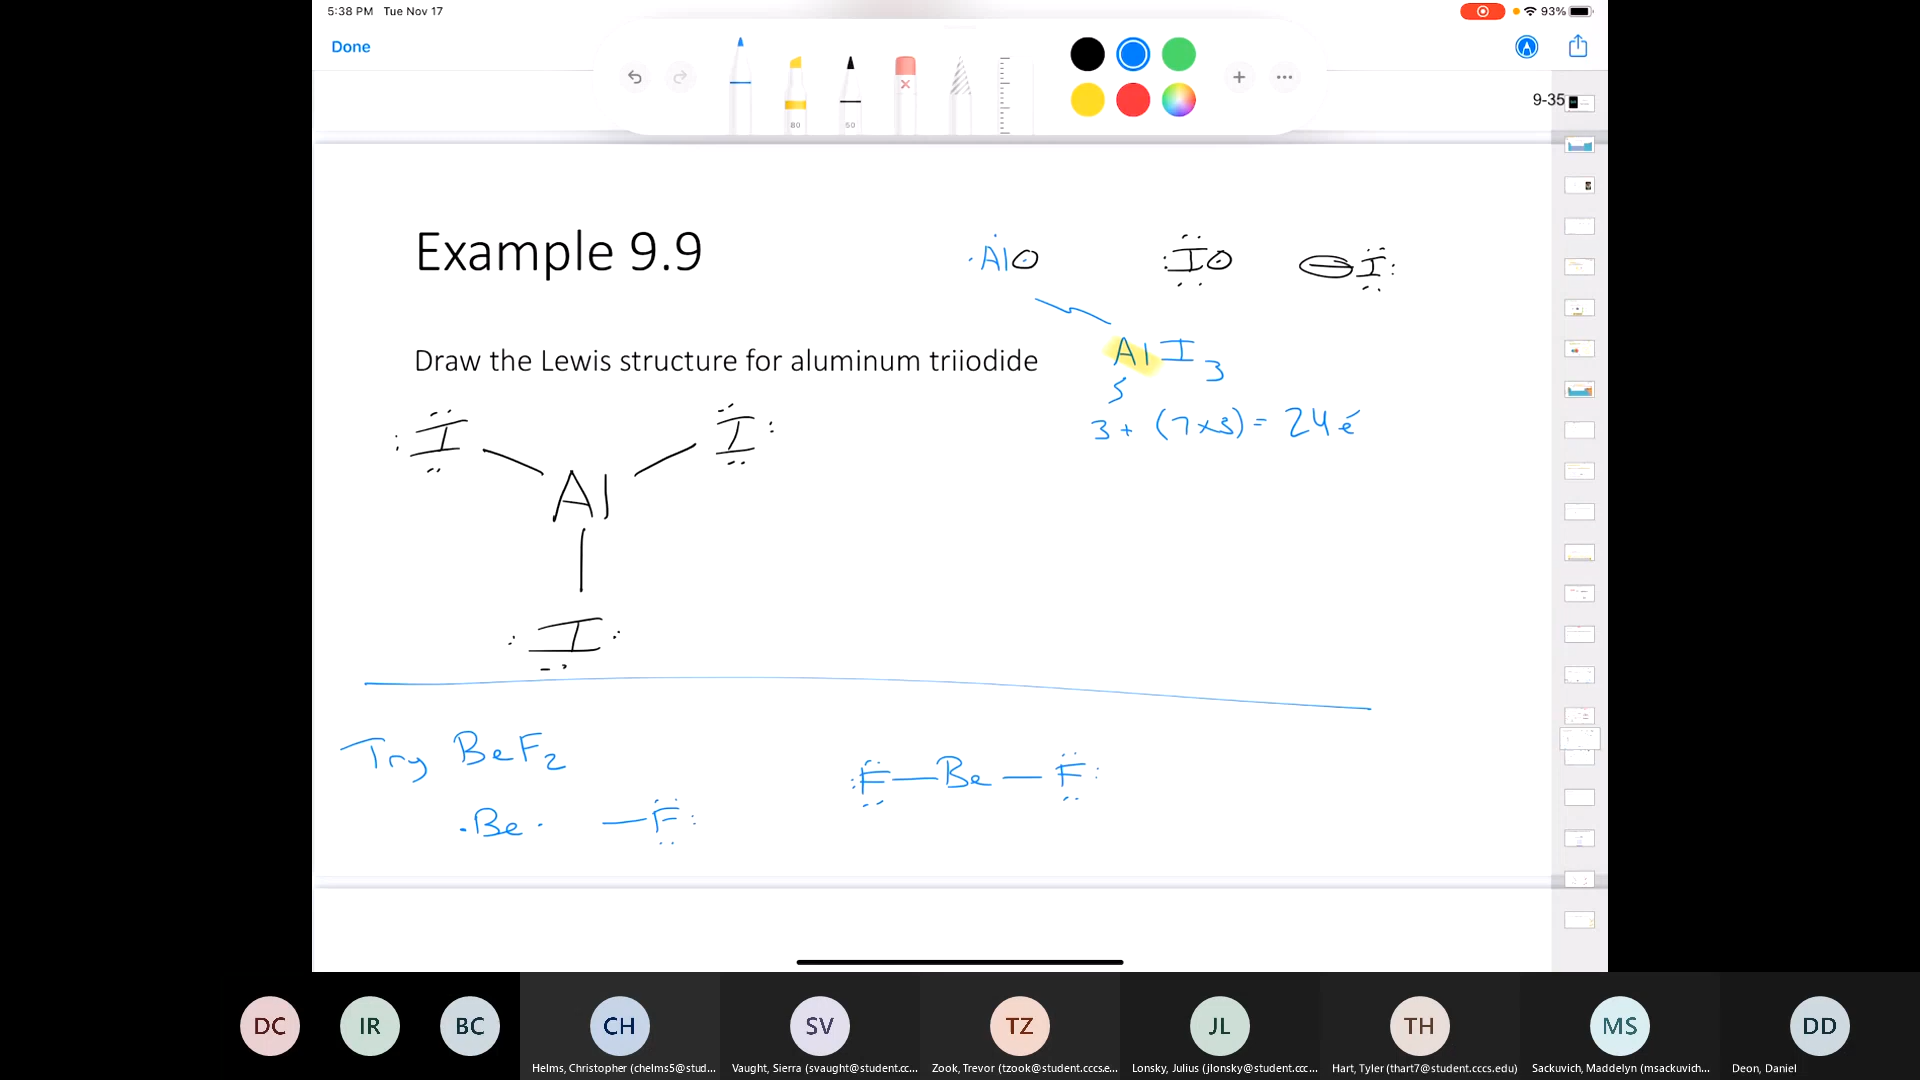 5:38 PM Tue Nov 17
93%
Done
80
50
9-35
Example 9.9
Al
I
I
Draw the Lewis structure for aluminum triiodide
AlI3
3 + (7x3) = 24 é
I
I
Al
I
Try BeF2
F—Be—F
Be
—F
DC
IR
BC
CH
SV
TZ
JL
TH
MS
DD
Helms, Christopher (chelms5@stud...
Vaught, Sierra (svaught@student.cc...
Zook, Trevor (tzook@student.cccs.e...
Lonsky, Julius (jlonsky@student.ccc...
Hart, Tyler (thart7@student.cccs.edu)
Sackuvich, Maddelyn (msackuvich...
Deon, Daniel